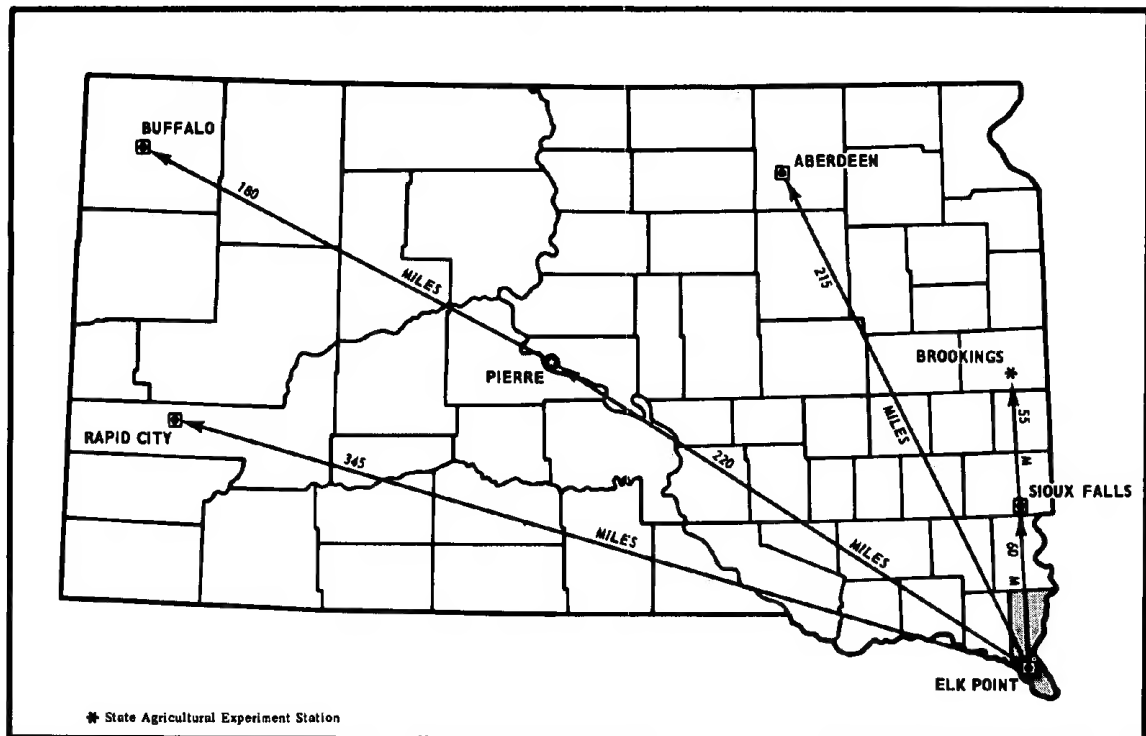 BUFFALO
ABERDEEN
180
MILES
215
BROOKINGS
PIERRE
55
M
RAPID CITY
MILES
345
220
SIOUX FALLS
MILES
MILES
60
M
ELK POINT
* State Agricultural Experiment Station